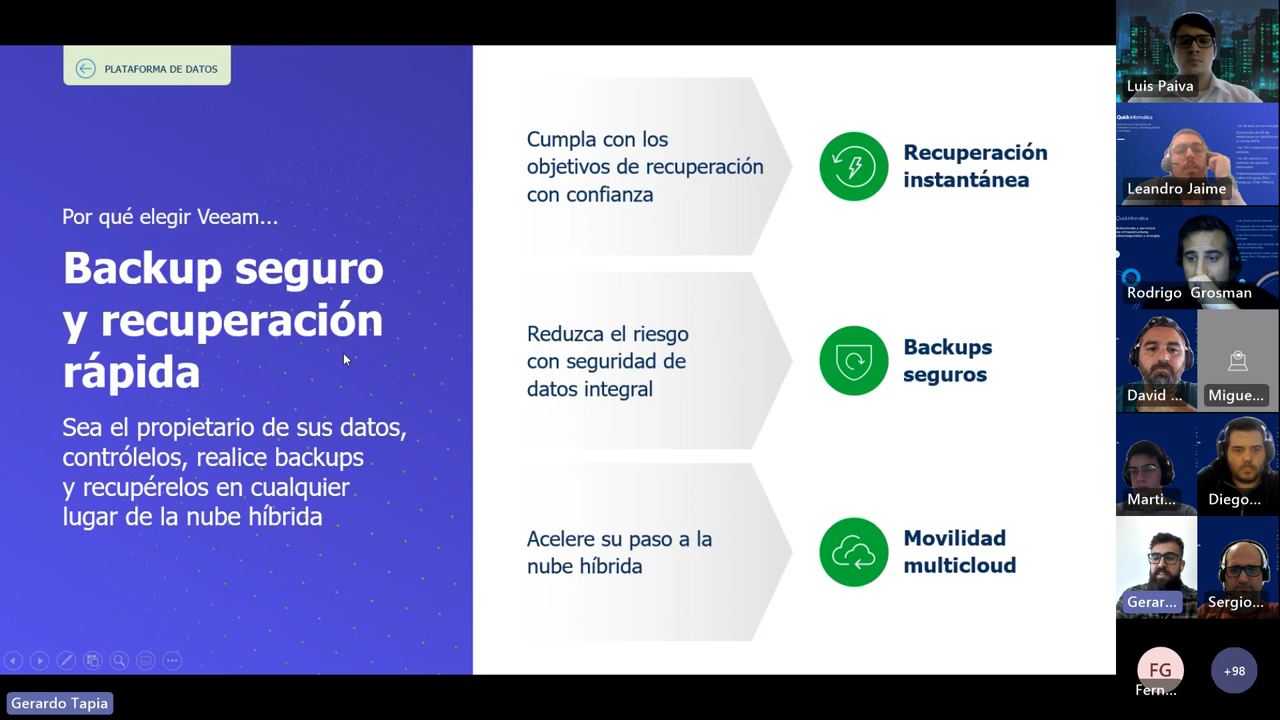 PLATAFORMA DE DATOS
Por qué elegir Veeam...
Backup seguro
y recuperación
rápida
Sea el propietario de sus datos,
contrólelos, realice backups
y recupérelos en cualquier
lugar de la nube híbrida
Cumpla con los
objetivos de recuperación
con confianza
Recuperación
instantánea
Reduzca el riesgo
con seguridad de
datos integral
Backups
seguros
Acelere su paso a la
nube híbrida
Movilidad
multicloud
Gerardo Tapia
Luis Paiva
QuickInformática
Leandro Jaime
Rodrigo Grosman
David ...
Migue...
Marti...
Diego...
Gerar...
Sergio...
FG
Fern...
+98